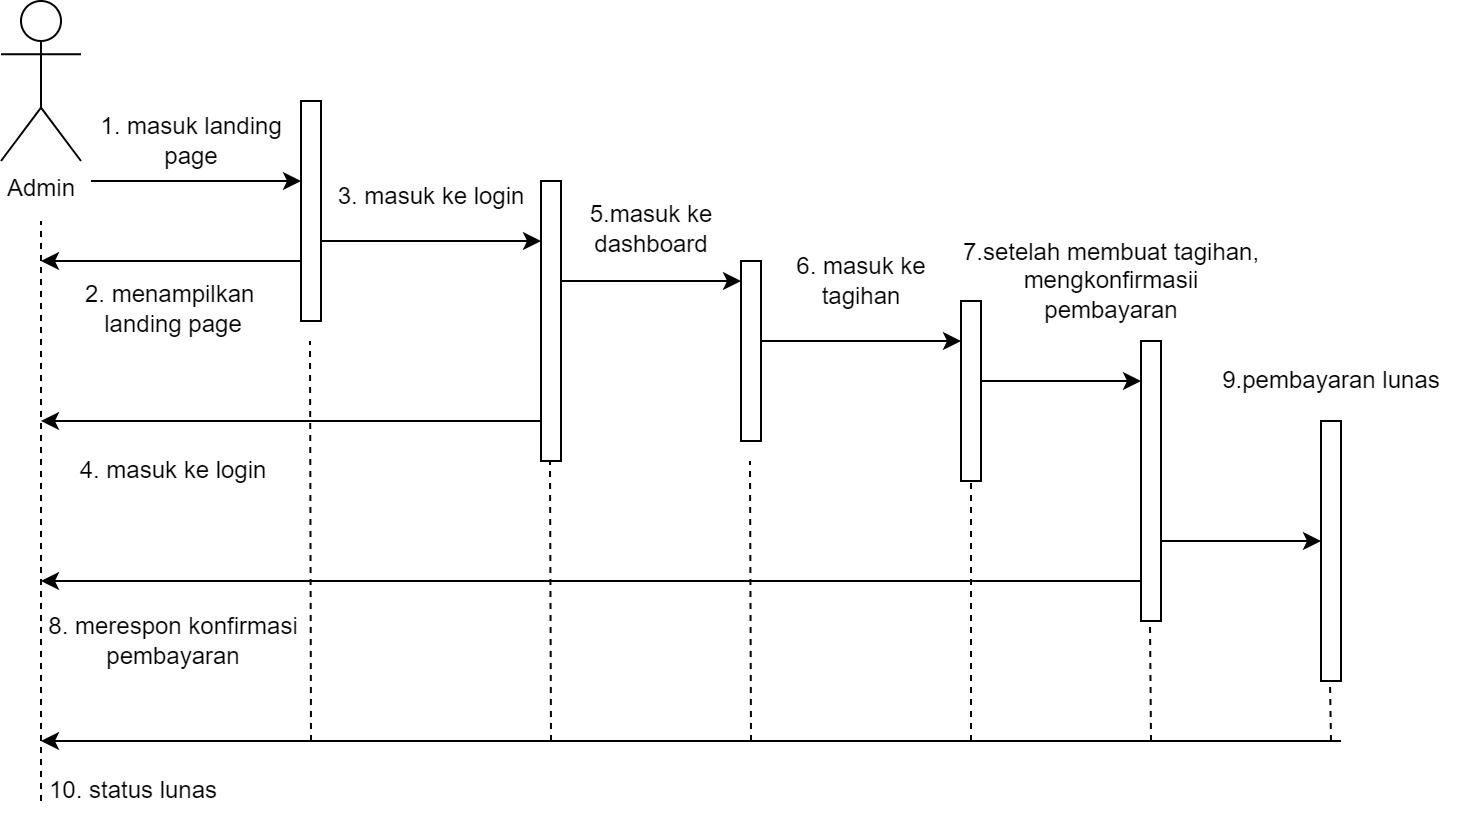 Admin
1. masuk landing
page
2. menampilkan
landing page
3. masuk ke login
4. masuk ke login
5.masuk ke
dashboard
6. masuk ke
tagihan
7.setelah membuat tagihan,
mengkonfirmasii
pembayaran
8. merespon konfirmasi
pembayaran
9.pembayaran lunas
10. status lunas